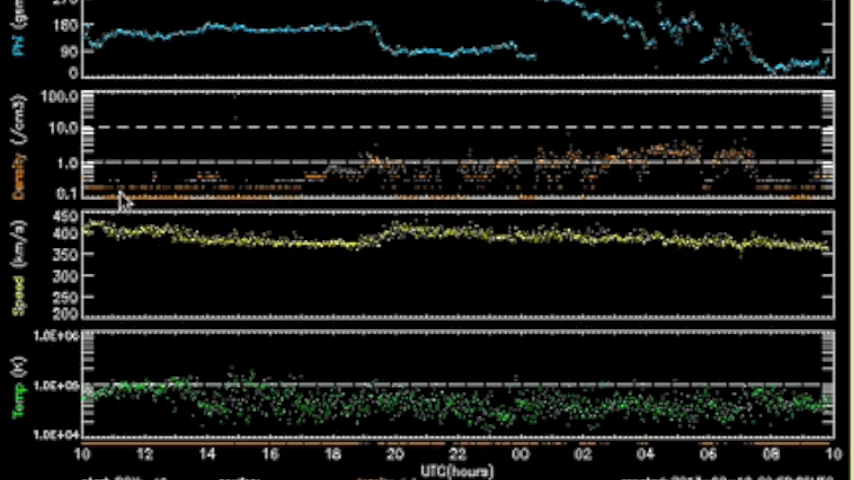 270
Phi (gsm
180
90
0
100.0
Density (/cm3)
10.0
1.0
0.1
450
Speed (km/s)
400
350
300
250
200
1.0E+06
Temp (K)
1.0E+05
1.0E+04
10 12 14 16 18 20 22 00 02 04 06 08 10
UTC(hours)